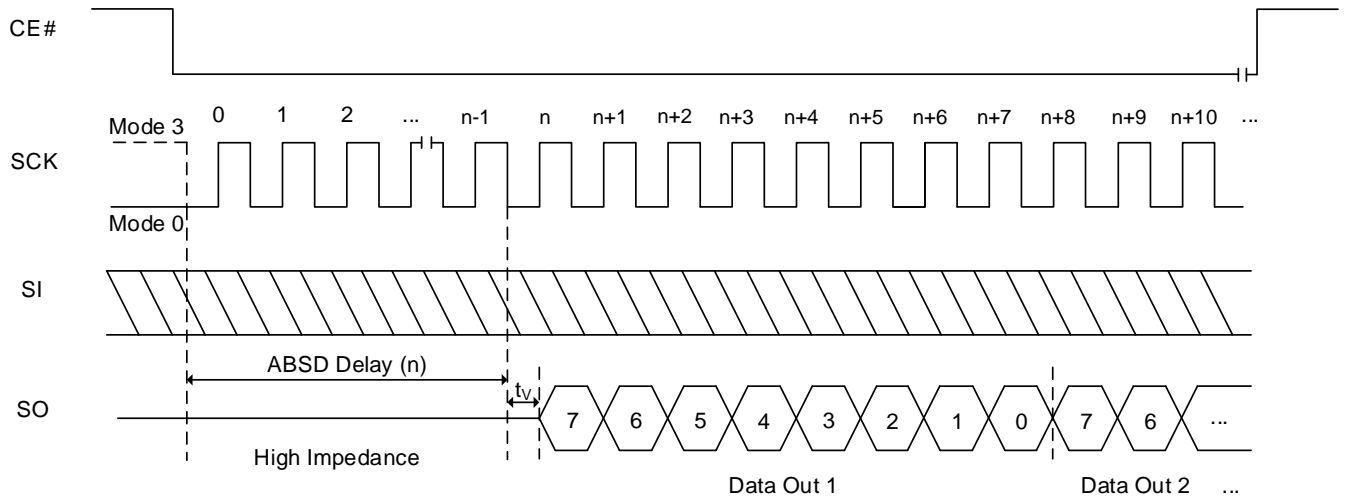 CE#
0 1 2 ... n-1 n n+1 n+2 n+3 n+4 n+5 n+6 n+7 n+8 n+9 n+10 ...
Mode 3
SCK
Mode 0
SI
ABSD Delay (n)
tV
SO
7 6 5 4 3 2 1 0 7 6 ...
High Impedance
Data Out 1 Data Out 2 ...